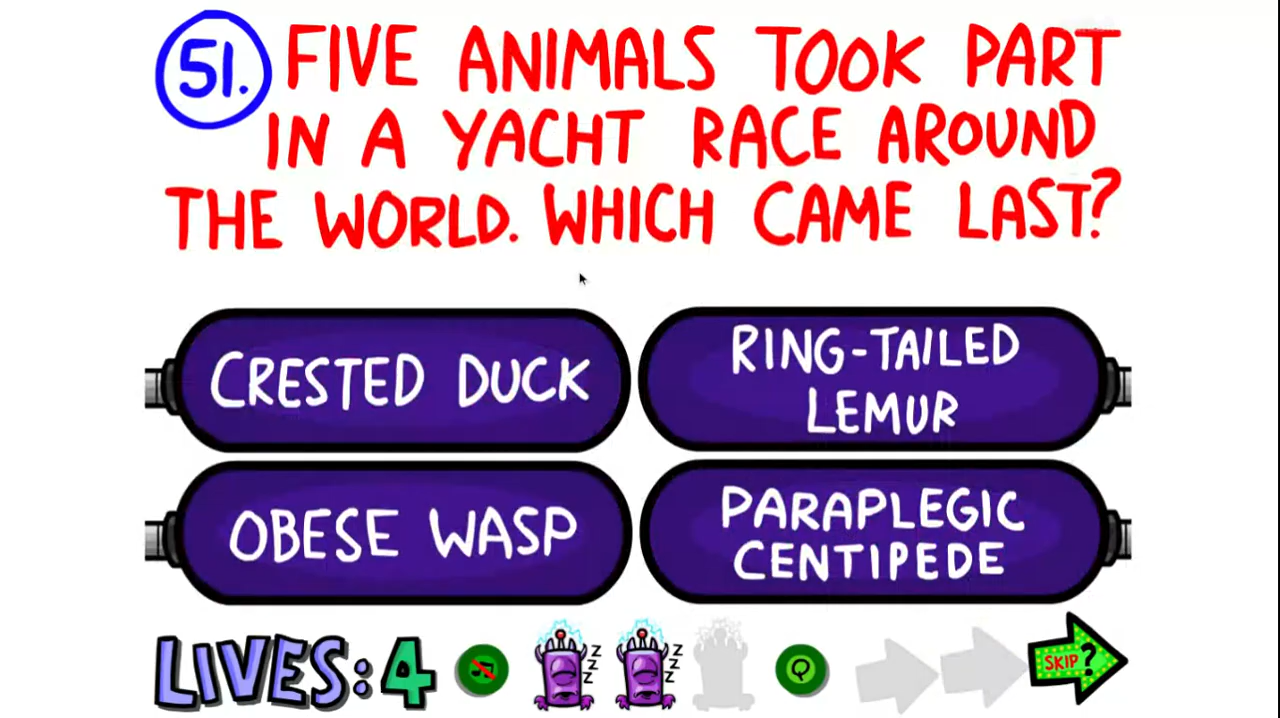 51. FIVE ANIMALS TOOK PART
IN A YACHT RACE AROUND
THE WORLD. WHICH CAME LAST?
CRESTED DUCK
RING-TAILED
LEMUR
OBESE WASP
PARAPLEGIC
CENTIPEDE
LIVES: 4
Z
Z
Z
Z
Z
Z
Q
SKIP?